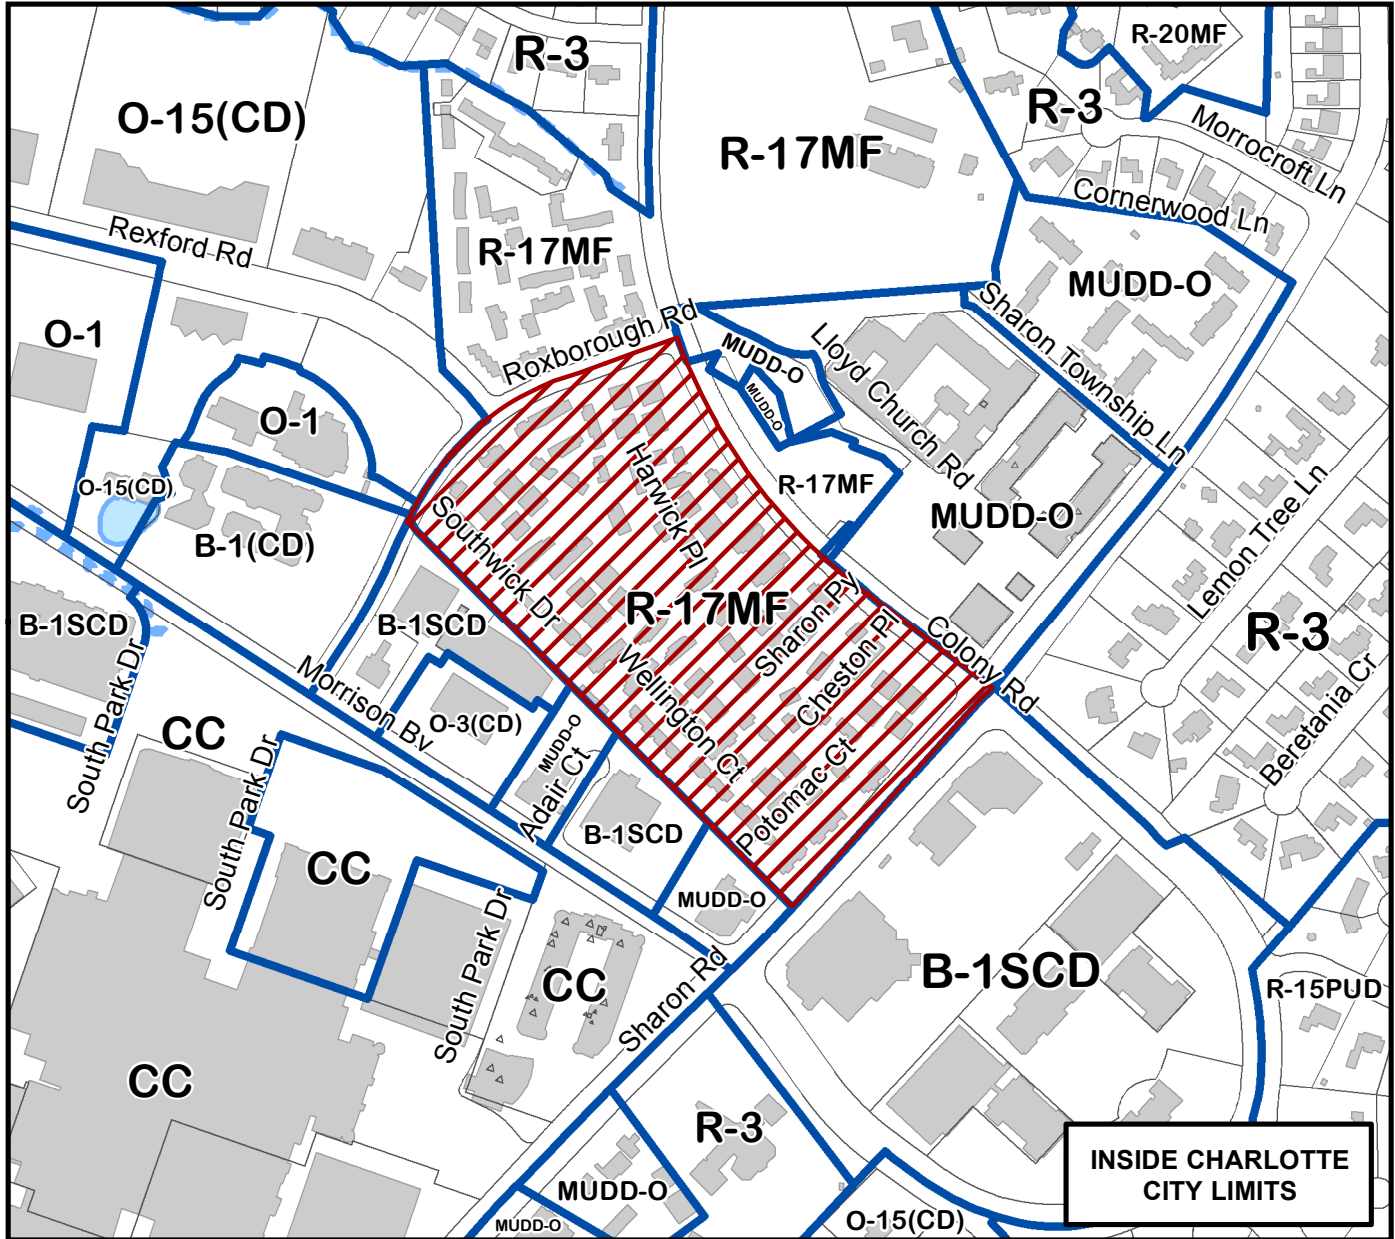 R-3
R-20MF
O-15(CD)
R-3
R-17MF
Morrocroft Ln
Cornerwood Ln
Rexford Rd
R-17MF
MUDD-O
Sharon Township Ln
O-1
Roxborough Rd
MUDD-O
Lloyd Church Rd
MUDD-O
O-1
Harwick Pl
O-15(CD)
R-17MF
Southwick Dr
MUDD-O
B-1(CD)
Lemon Tree Ln
B-1SCD
B-1SCD
R-17MF
Sharon Py
Cheston Pl
Colony Rd
R-3
South Park Dr
Morrison Bv
Wellington Ct
Beretania Cr
CC
O-3(CD)
MUDD-O
Adair Ct
Potomac Ct
South Park Dr
B-1SCD
CC
MUDD-O
South Park Dr
CC
Sharon Rd
B-1SCD
R-15PUD
CC
R-3
MUDD-O
MUDD-O
O-15(CD)
INSIDE CHARLOTTE
CITY LIMITS